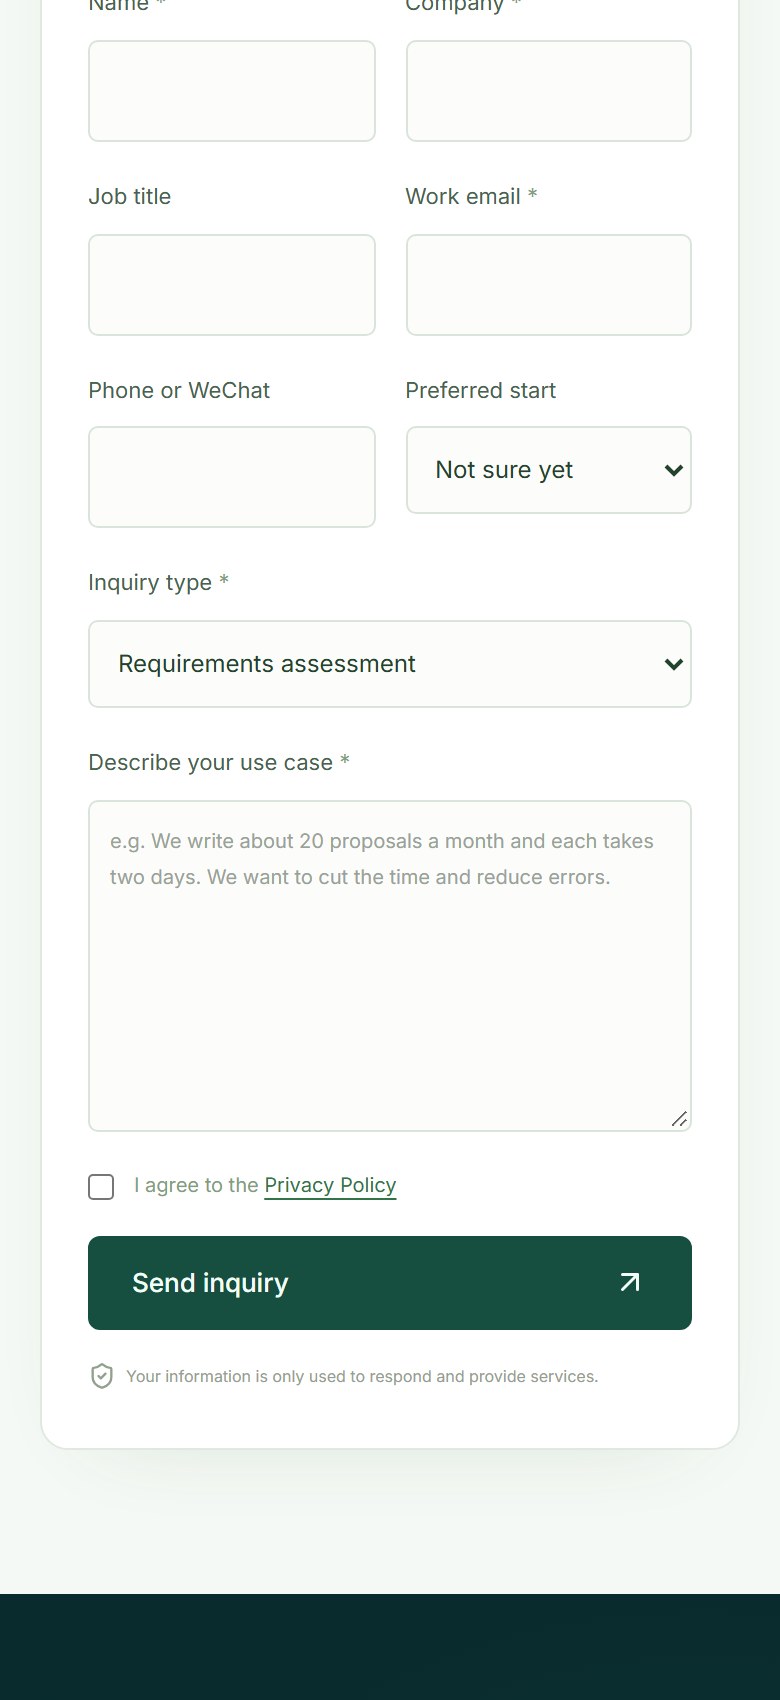 Name *
Company *
Job title
Work email *
Phone or WeChat
Preferred start
Not sure yet
Inquiry type *
Requirements assessment
Describe your use case *
e.g. We write about 20 proposals a month and each takes
two days. We want to cut the time and reduce errors.
I agree to the Privacy Policy
Send inquiry
Your information is only used to respond and provide services.